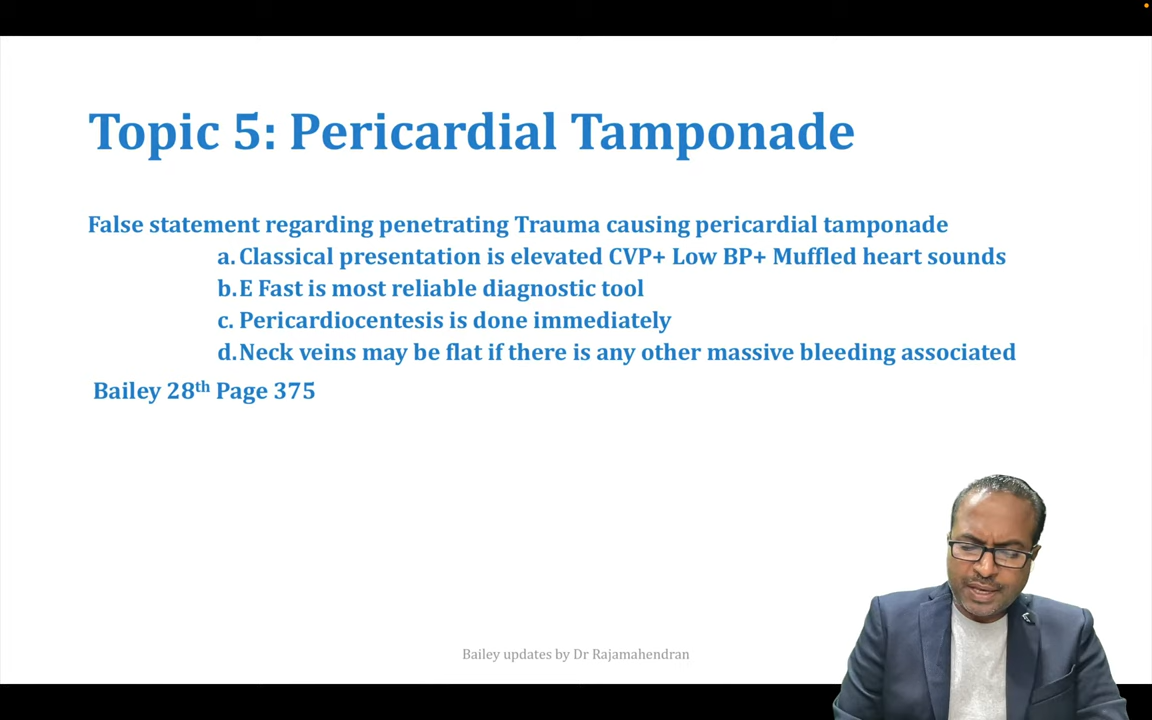 Topic 5: Pericardial Tamponade
False statement regarding penetrating Trauma causing pericardial tamponade
a. Classical presentation is elevated CVP+ Low BP+ Muffled heart sounds
b. E Fast is most reliable diagnostic tool
c. Pericardiocentesis is done immediately
d. Neck veins may be flat if there is any other massive bleeding associated
Bailey 28th Page 375
Bailey updates by Dr Rajamahendran